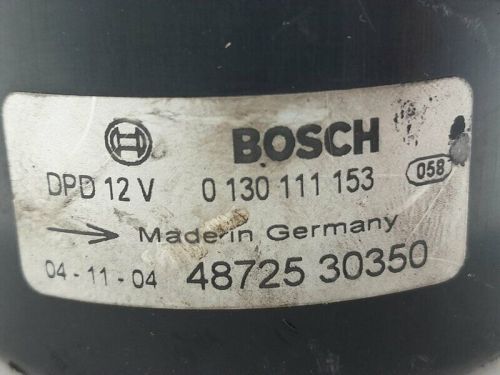 BOSCH
DPD 12 V 0 130 111 153 058
Made in Germany
04-11-04 48725 30350